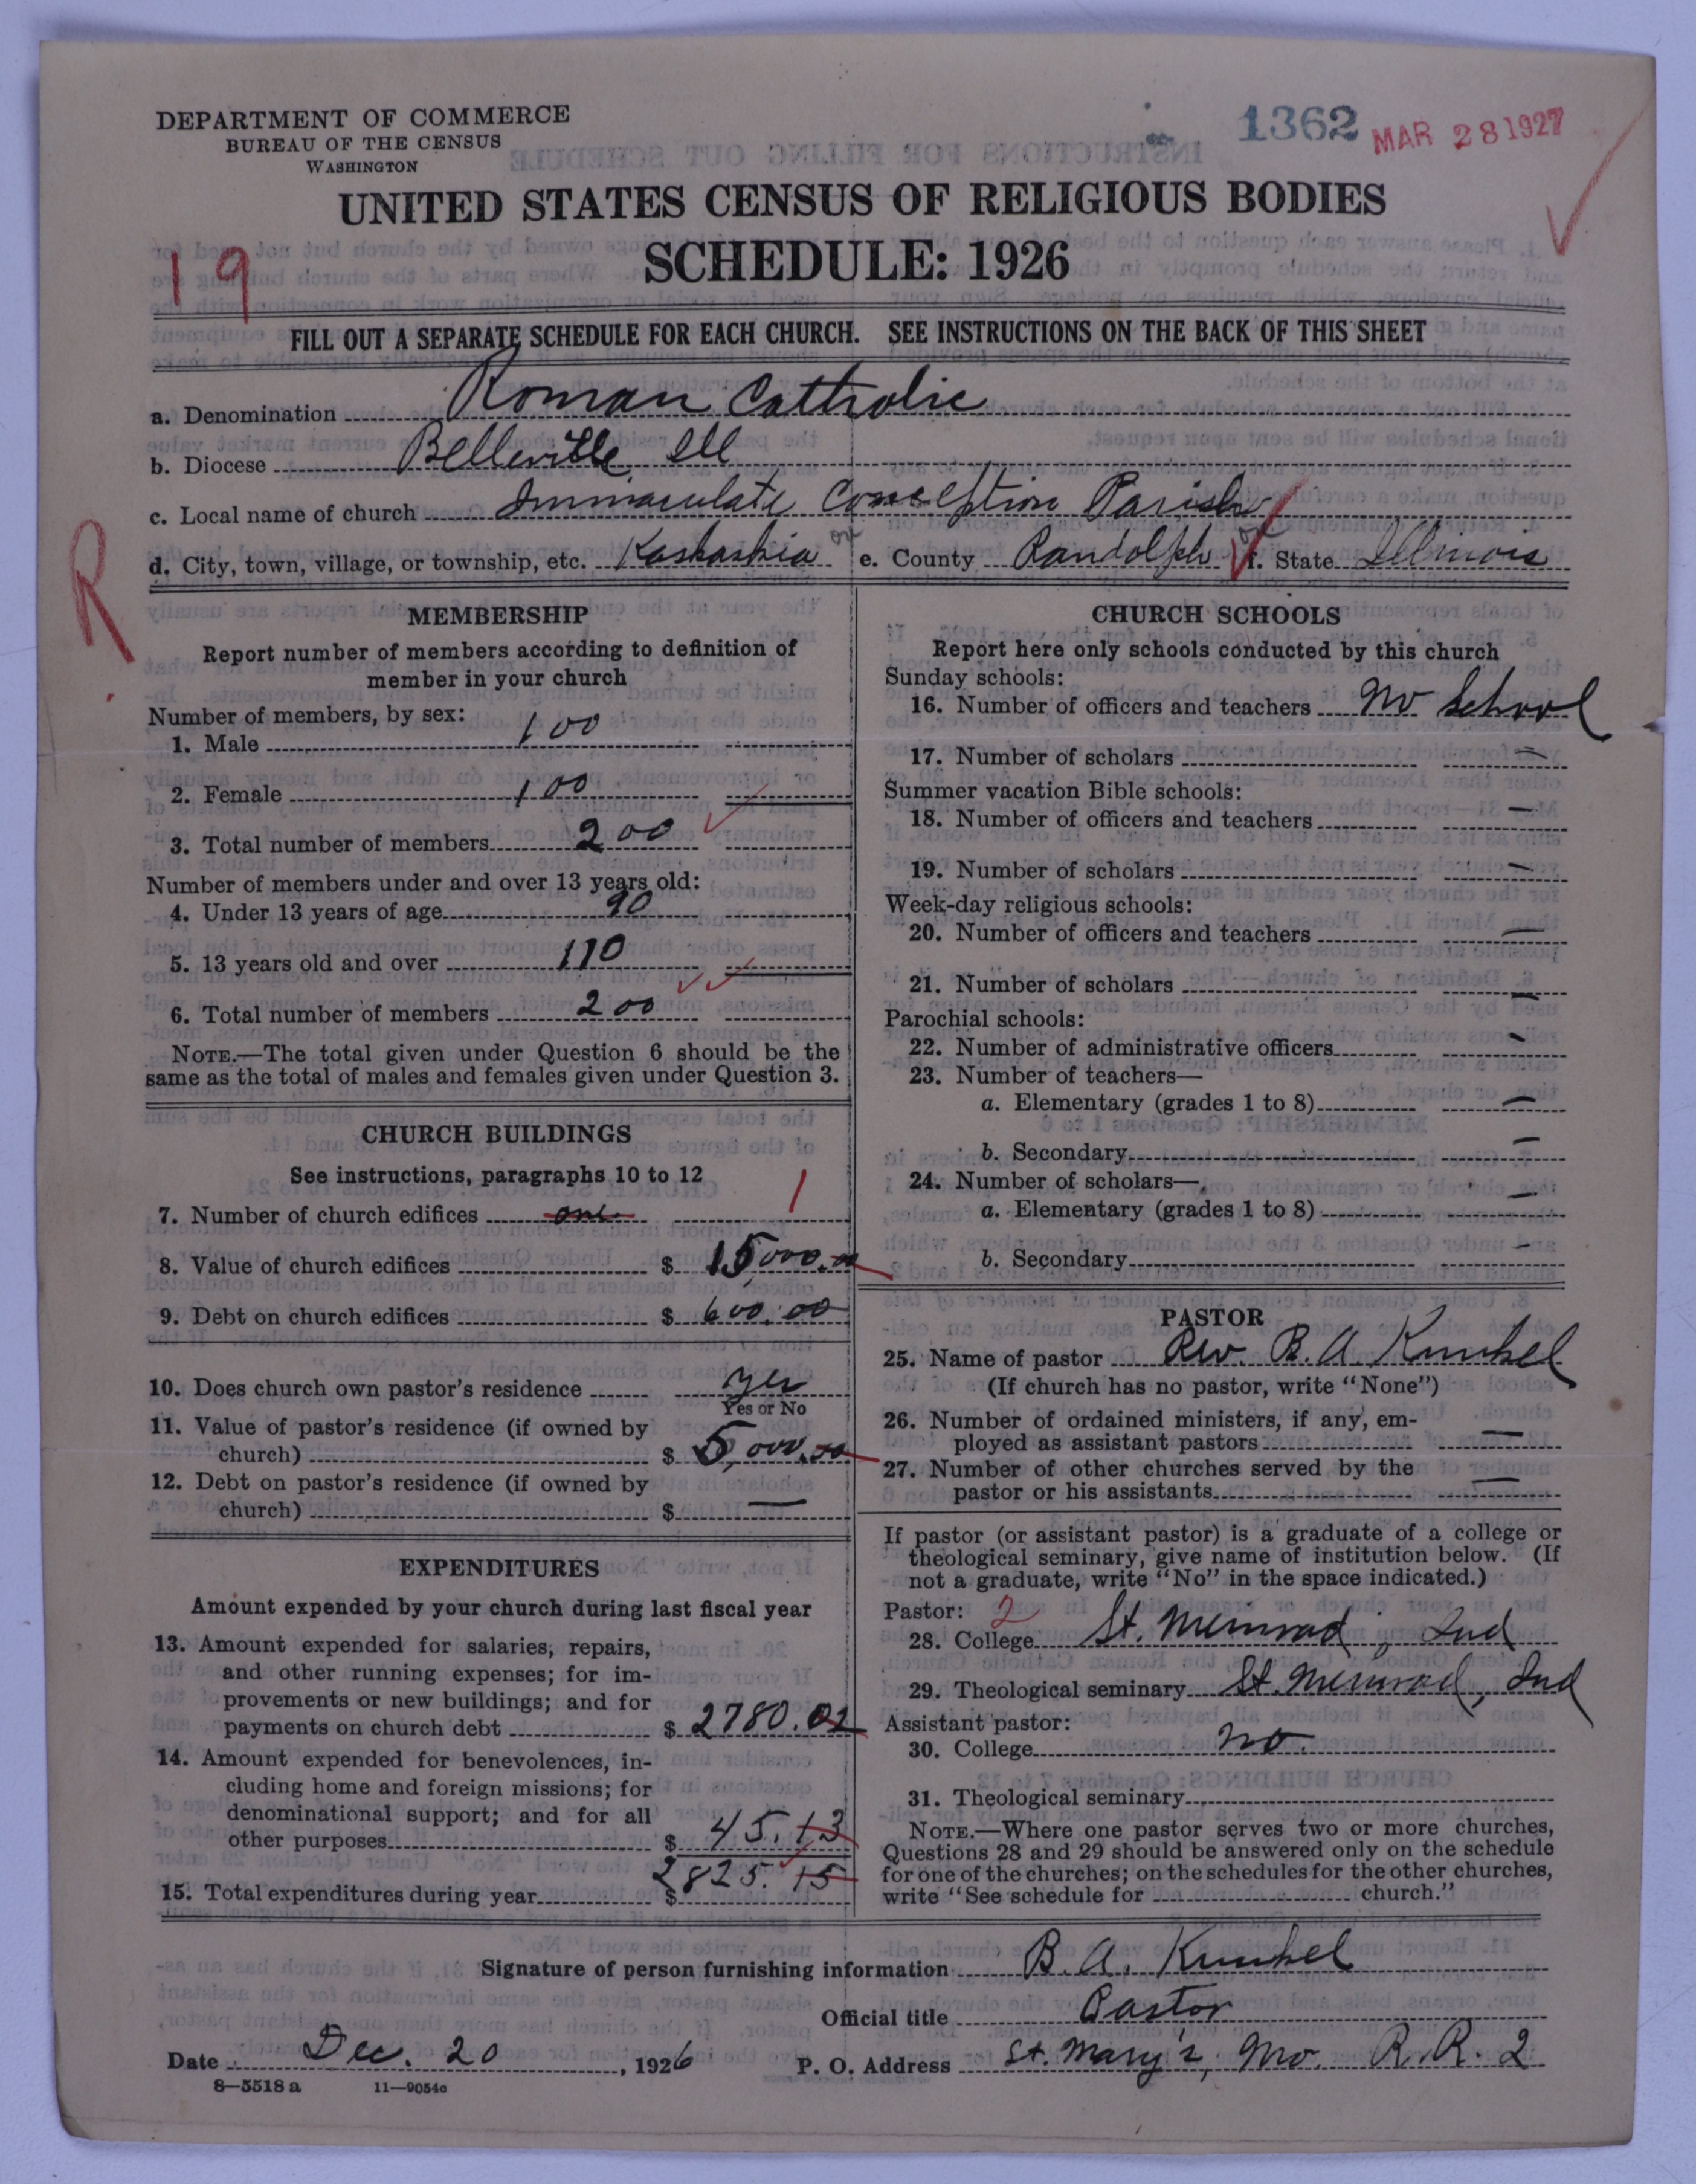 DEPARTMENT OF COMMERCE
BUREAU OF THE CENSUS
WASHINGTON
1362
MAR 28 1927
UNITED STATES CENSUS OF RELIGIOUS BODIES
SCHEDULE: 1926
19
FILL OUT A SEPARATE SCHEDULE FOR EACH CHURCH. SEE INSTRUCTIONS ON THE BACK OF THIS SHEET
a. Denomination Roman Catholic
b. Diocese Belleville Ill
c. Local name of church Immaculate Conception Parish
d. City, town, village, or township, etc. Kaskaskia e. County Randolph f. State Illinois
R
MEMBERSHIP
Report number of members according to definition of
member in your church
Number of members, by sex:
1. Male 100
2. Female 100
3. Total number of members 200
Number of members under and over 13 years old:
4. Under 13 years of age 90
5. 13 years old and over 110
6. Total number of members 200
NOTE.—The total given under Question 6 should be the
same as the total of males and females given under Question 3.
CHURCH BUILDINGS
See instructions, paragraphs 10 to 12
7. Number of church edifices one 1
8. Value of church edifices $ 15,000.00
9. Debt on church edifices $ 600.00
10. Does church own pastor's residence yes
Yes or No
11. Value of pastor's residence (if owned by
church) $ 5,000.00
12. Debt on pastor's residence (if owned by
church) $ —
EXPENDITURES
Amount expended by your church during last fiscal year
13. Amount expended for salaries, repairs,
and other running expenses; for im-
provements or new buildings; and for
payments on church debt $ 2780.02
14. Amount expended for benevolences, in-
cluding home and foreign missions; for
denominational support; and for all
other purposes $ 45.13
15. Total expenditures during year $ 2825.15
CHURCH SCHOOLS
Report here only schools conducted by this church
Sunday schools:
16. Number of officers and teachers No School
17. Number of scholars —
Summer vacation Bible schools:
18. Number of officers and teachers —
19. Number of scholars —
Week-day religious schools:
20. Number of officers and teachers —
21. Number of scholars —
Parochial schools:
22. Number of administrative officers —
23. Number of teachers—
a. Elementary (grades 1 to 8) —
b. Secondary —
24. Number of scholars—
a. Elementary (grades 1 to 8) —
b. Secondary —
PASTOR
25. Name of pastor Rev. B. A. Kunkel
(If church has no pastor, write "None")
26. Number of ordained ministers, if any, em-
ployed as assistant pastors —
27. Number of other churches served by the
pastor or his assistants —
If pastor (or assistant pastor) is a graduate of a college or
theological seminary, give name of institution below. (If
not a graduate, write "No" in the space indicated.)
Pastor: 2
28. College St. Meinrad, Ind
29. Theological seminary St. Meinrad, Ind
Assistant pastor:
30. College no.
31. Theological seminary
NOTE.—Where one pastor serves two or more churches,
Questions 28 and 29 should be answered only on the schedule
for one of the churches; on the schedules for the other churches,
write "See schedule for church."
Signature of person furnishing information B. A. Kunkel
Official title Pastor
Date Dec. 20, 1926 P. O. Address St. Mary's, Mo. R. R. 2
8—5518 a 11—9054c